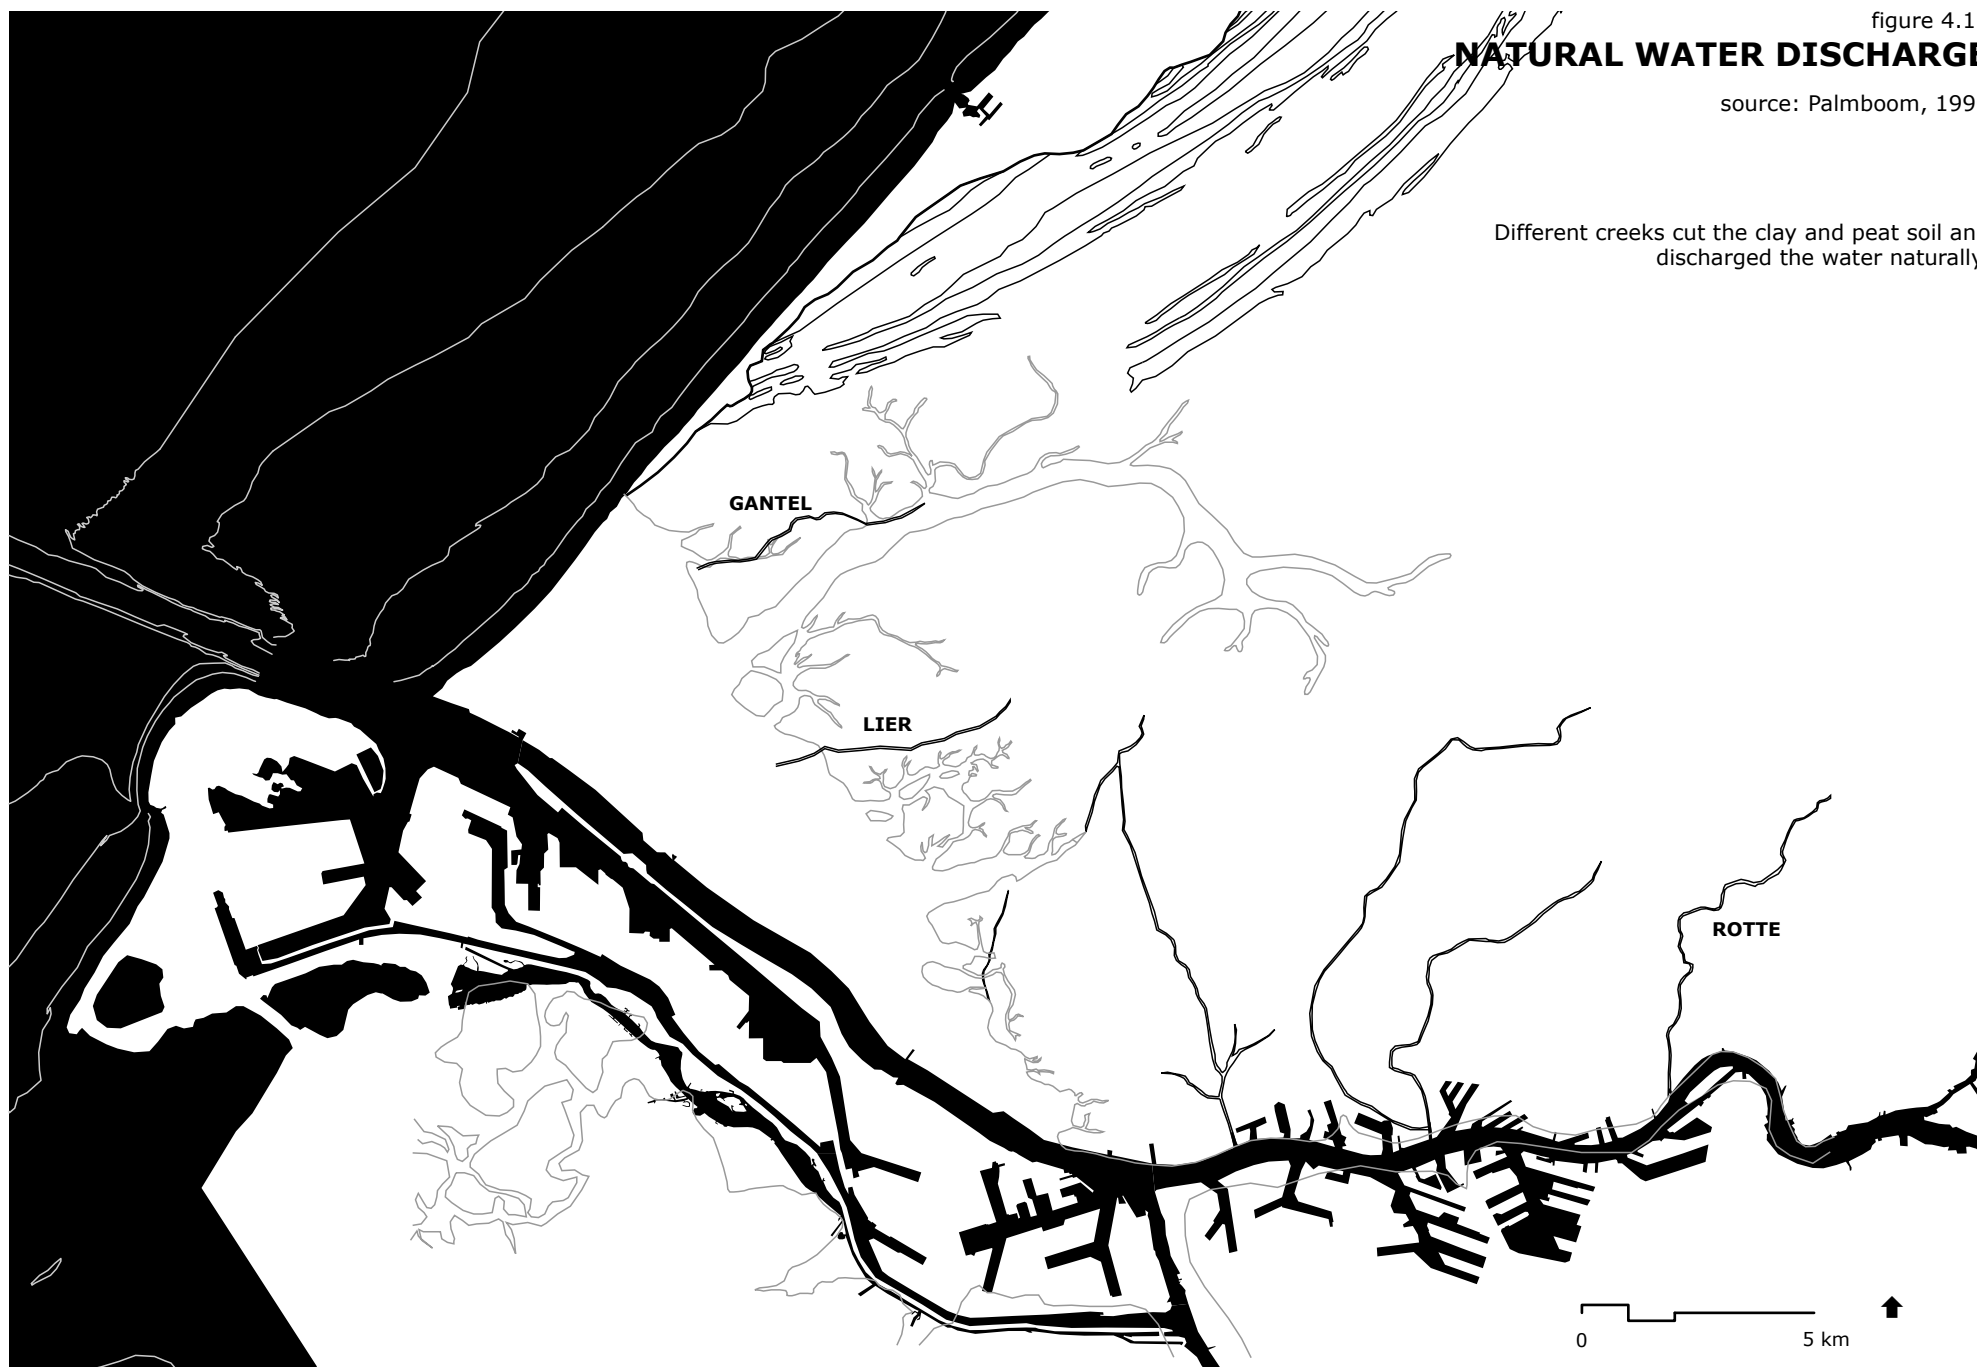 figure 4.1
NATURAL WATER DISCHARGE
source: Palmboom, 199
Different creeks cut the clay and peat soil an
discharged the water naturally
GANTEL
LIER
ROTTE
0 5 km